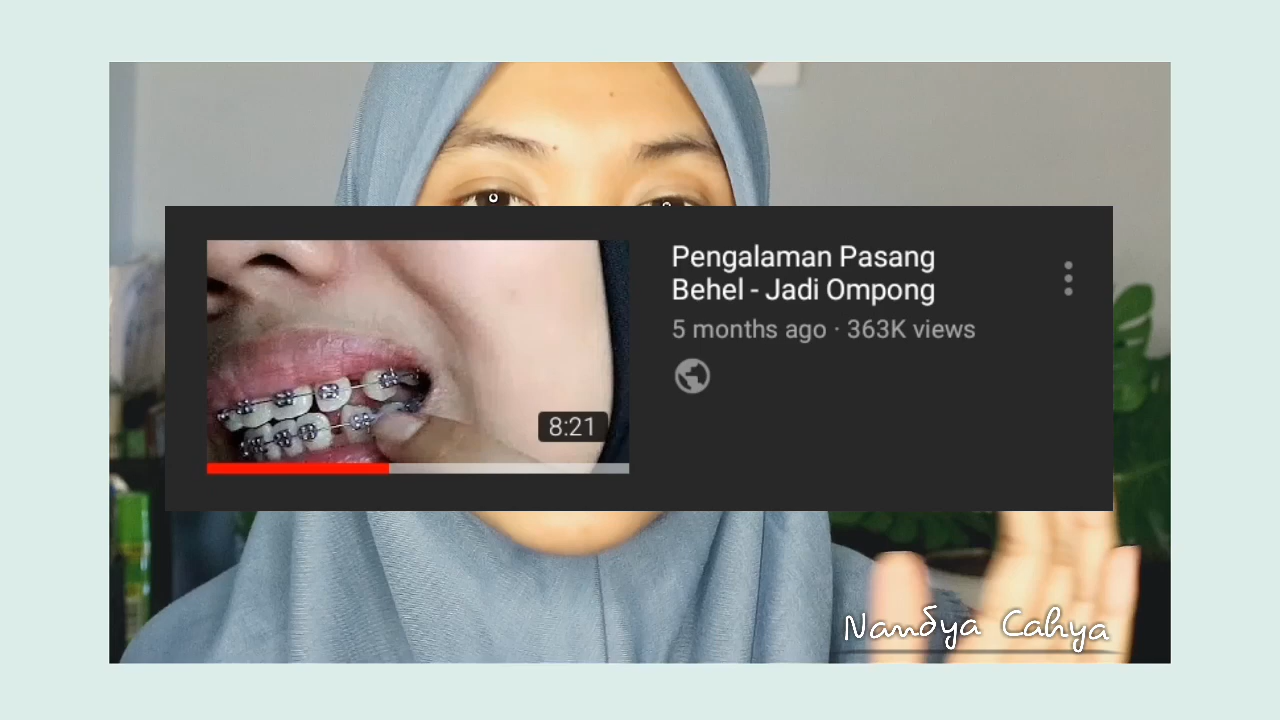 Pengalaman Pasang
Behel - Jadi Ompong
5 months ago · 363K views
8:21
Nandya Cahya